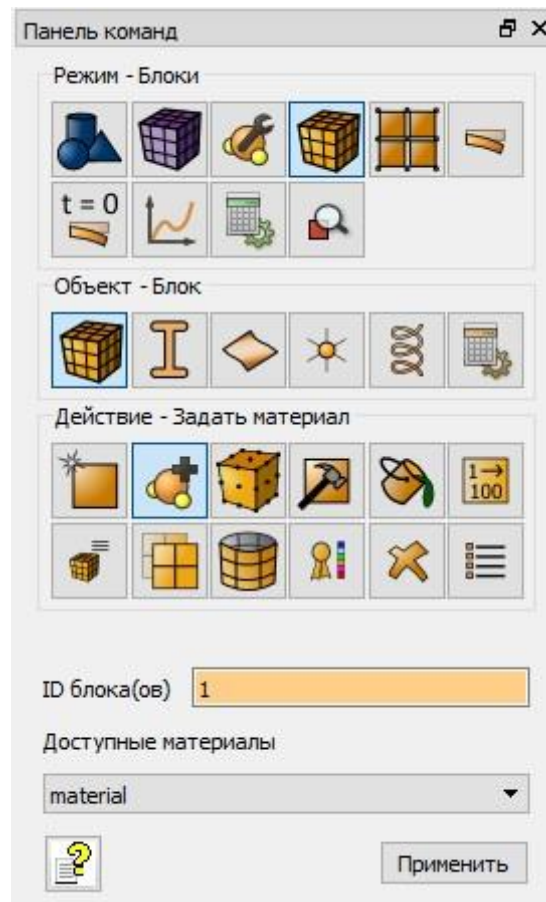 Панель команд
Режим - Блоки
t = 0
Объект - Блок
Действие - Задать материал
1→
100
ID блока(ов) 1
Доступные материалы
material
Применить